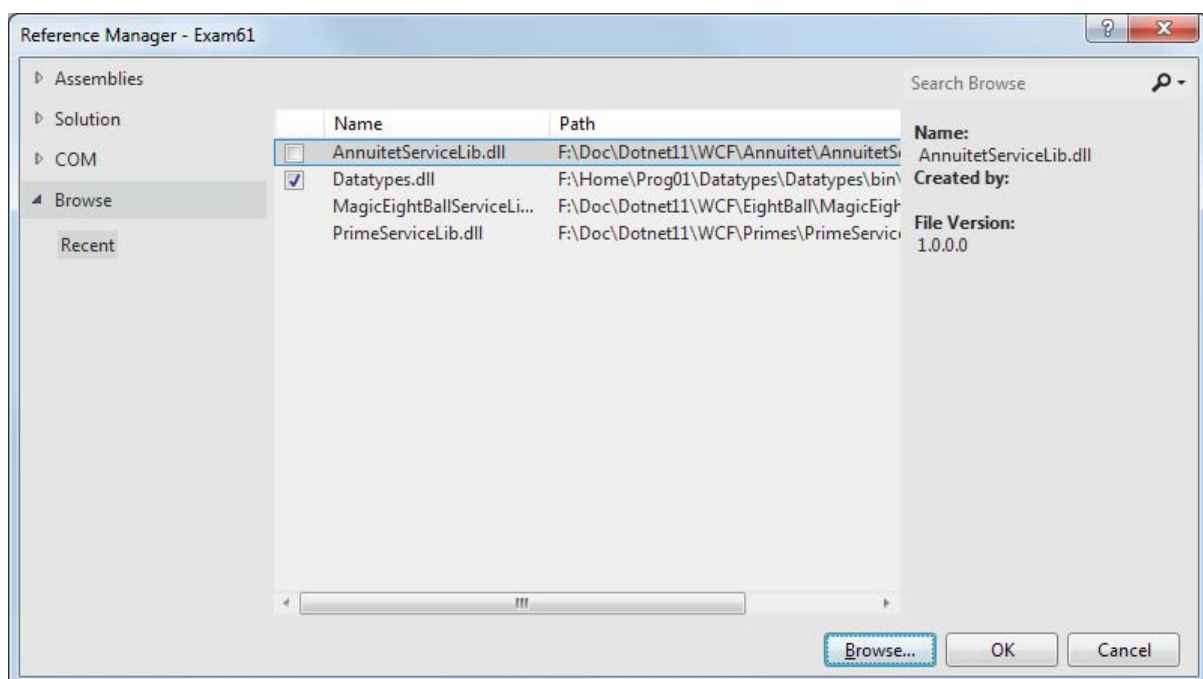 Reference Manager - Exam61
Assemblies
Solution
COM
Browse
Recent
Name Path
AnnuitetServiceLib.dll F:\Doc\Dotnet11\WCF\Annuitet\AnnuitetS
Datatypes.dll F:\Home\Prog01\Datatypes\Datatypes\bin\
MagicEightBallServiceLi... F:\Doc\Dotnet11\WCF\EightBall\MagicEigh
PrimeServiceLib.dll F:\Doc\Dotnet11\WCF\Primes\PrimeService
Search Browse
Name:
AnnuitetServiceLib.dll
Created by:
File Version:
1.0.0.0
Browse... OK Cancel